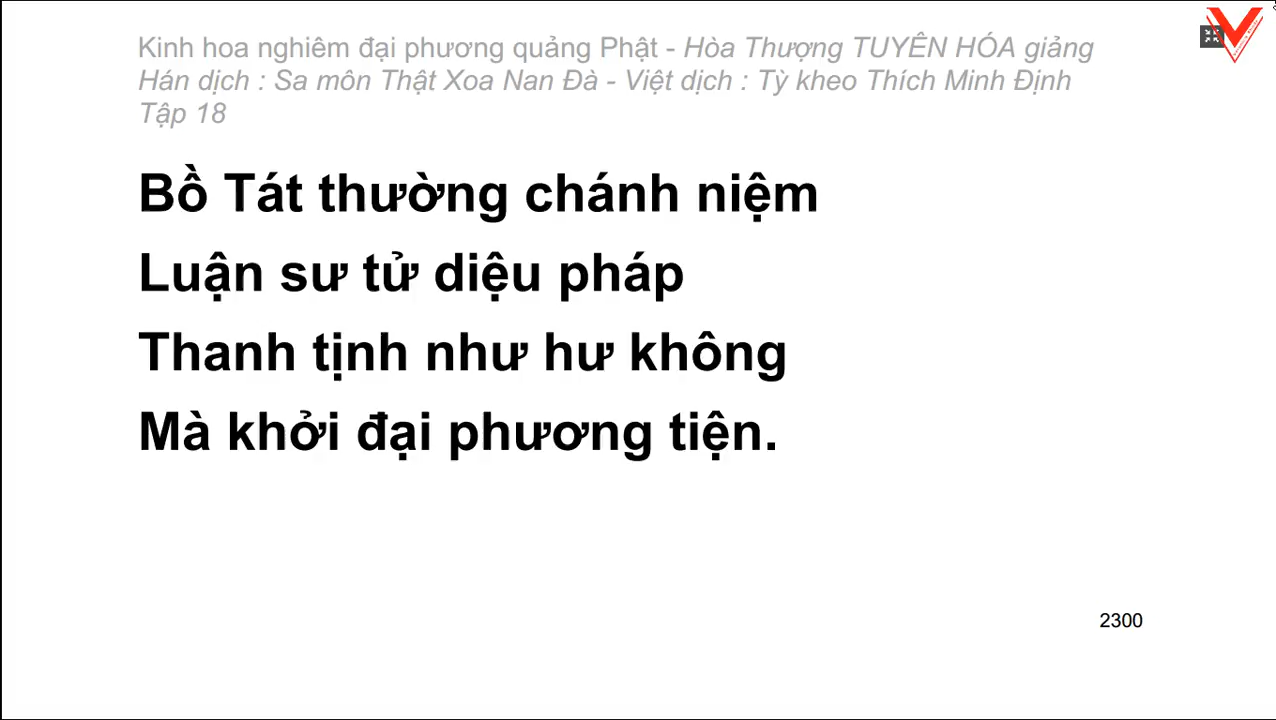 Kinh hoa nghiêm đại phương quảng Phật - Hòa Thượng TUYÊN HÓA giảng
Hán dịch : Sa môn Thật Xoa Nan Đà - Việt dịch : Tỳ kheo Thích Minh Định
Tập 18
Bồ Tát thường chánh niệm
Luận sư tử diệu pháp
Thanh tịnh như hư không
Mà khởi đại phương tiện.
2300